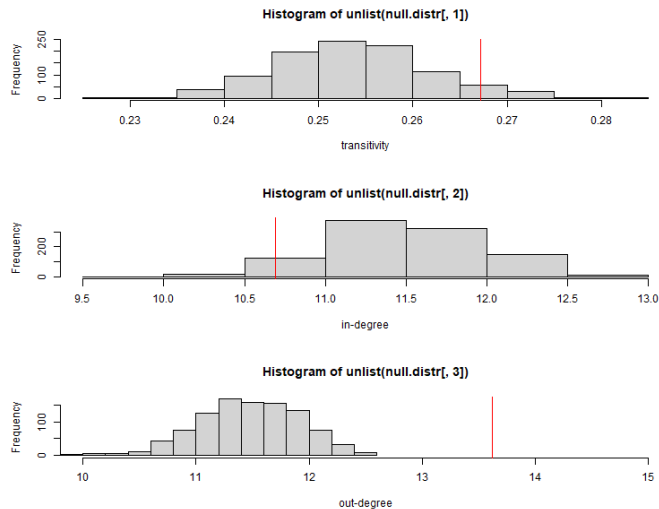 Histogram of unlist(null.distr[, 1])
Frequency
0 100 250
0.23 0.24 0.25 0.26 0.27 0.28
transitivity
Histogram of unlist(null.distr[, 2])
Frequency
0 200
9.5 10.0 10.5 11.0 11.5 12.0 12.5 13.0
in-degree
Histogram of unlist(null.distr[, 3])
Frequency
0 100
10 11 12 13 14 15
out-degree